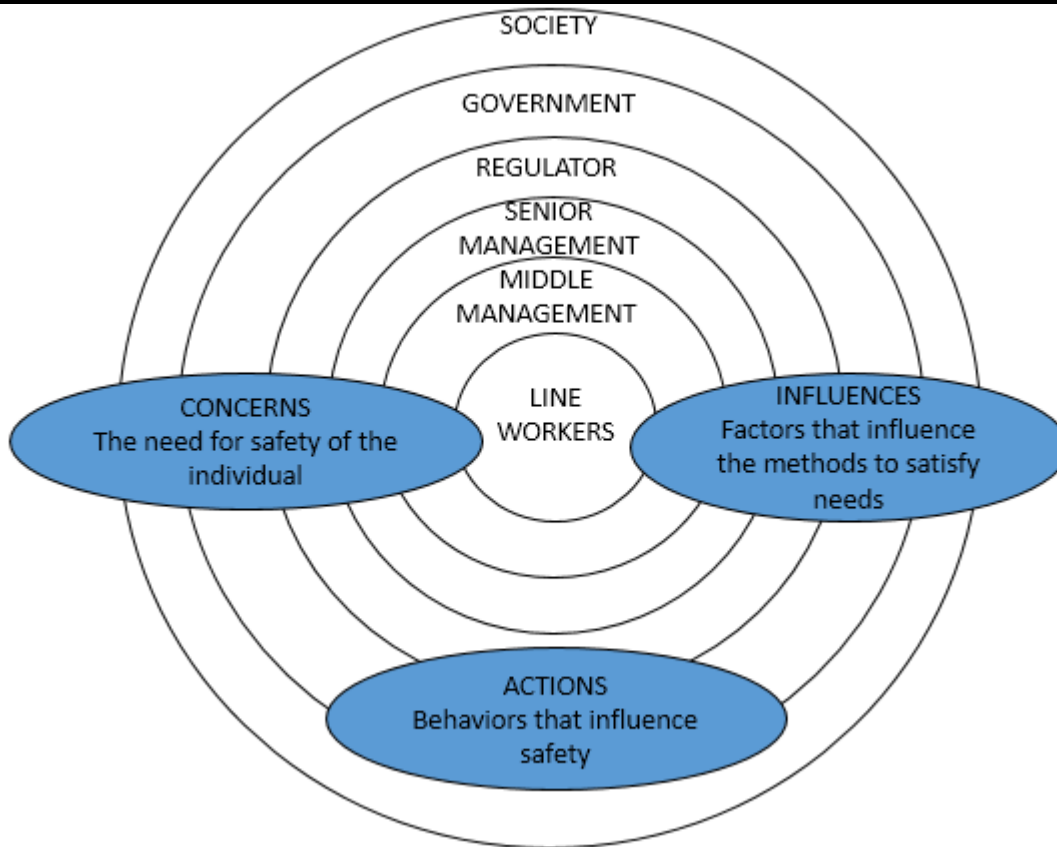 SOCIETY
GOVERNMENT
REGULATOR
SENIOR
MANAGEMENT
MIDDLE
MANAGEMENT
LINE
WORKERS
CONCERNS
The need for safety of the
individual
INFLUENCES
Factors that influence
the methods to satisfy
needs
ACTIONS
Behaviors that influence
safety